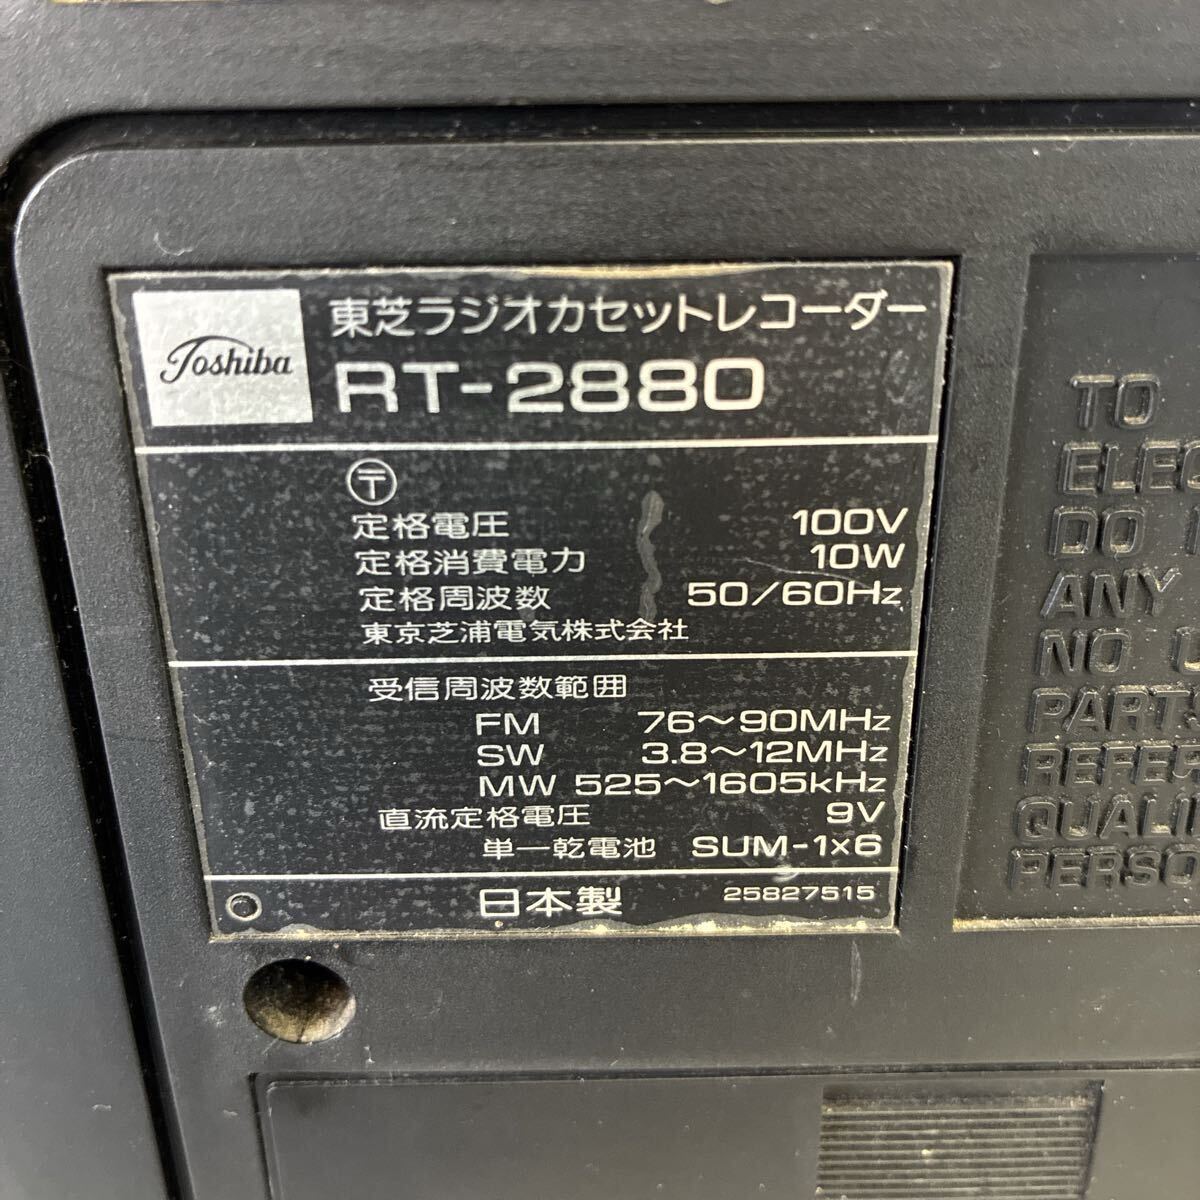 Toshiba
東芝ラジオカセットレコーダー
RT-2880
〒
定格電圧 100V
定格消費電力 10W
定格周波数 50/60Hz
東京芝浦電気株式会社
受信周波数範囲
FM 76〜90MHz
SW 3.8〜12MHz
MW 525〜1605kHz
直流定格電圧 9V
単一乾電池 SUM-1×6
日本製 25827515
TO
DO
ANY
NO